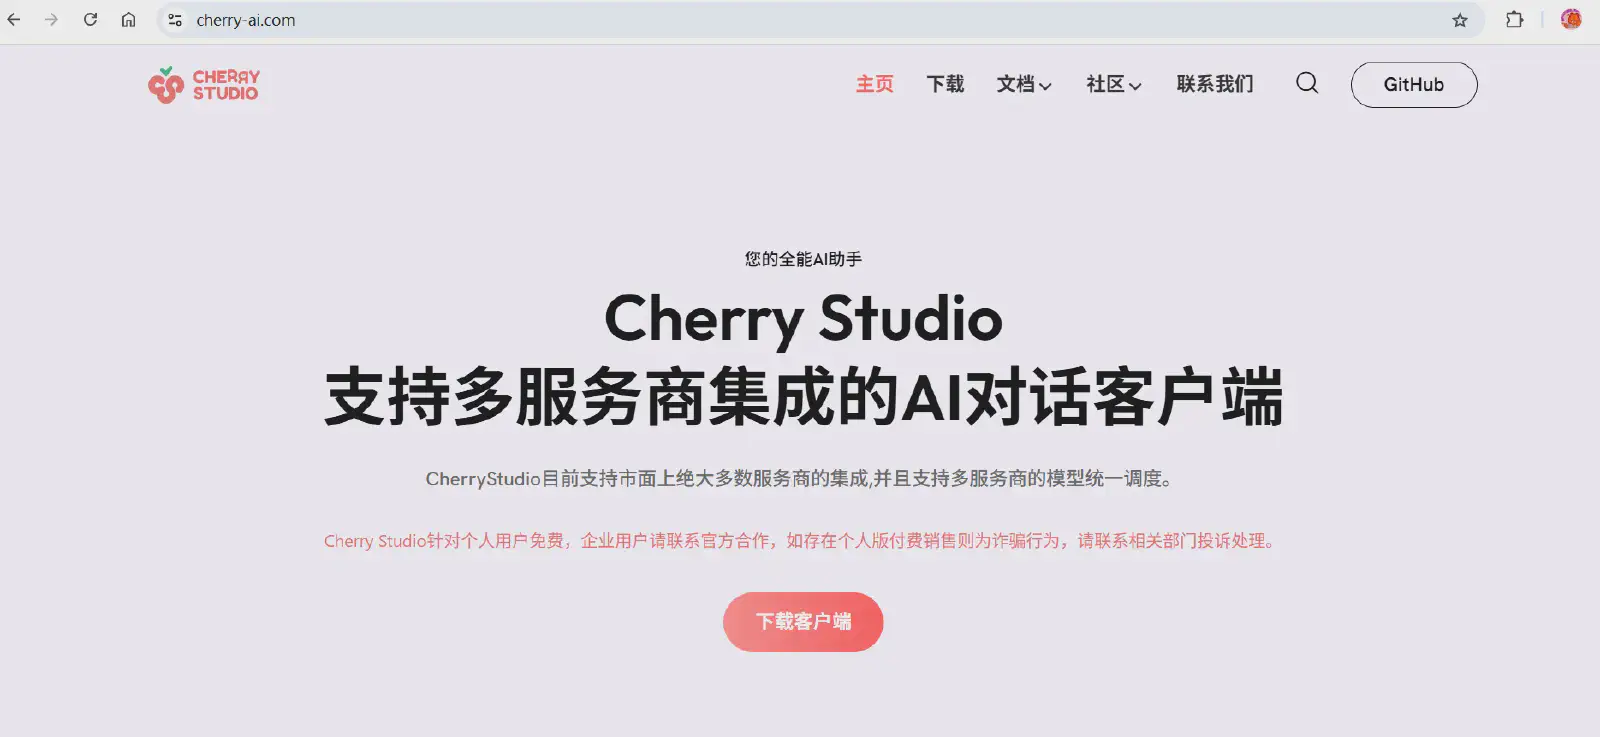 cherry-ai.com
CHERRY
STUDIO
主页 下载 文档 社区 联系我们 GitHub
您的全能AI助手
Cherry Studio
支持多服务商集成的AI对话客户端
CherryStudio目前支持市面上绝大多数服务商的集成,并且支持多服务商的模型统一调度。
Cherry Studio针对个人用户免费，企业用户请联系官方合作，如存在个人版付费销售则为诈骗行为，请联系相关部门投诉处理。
下载客户端